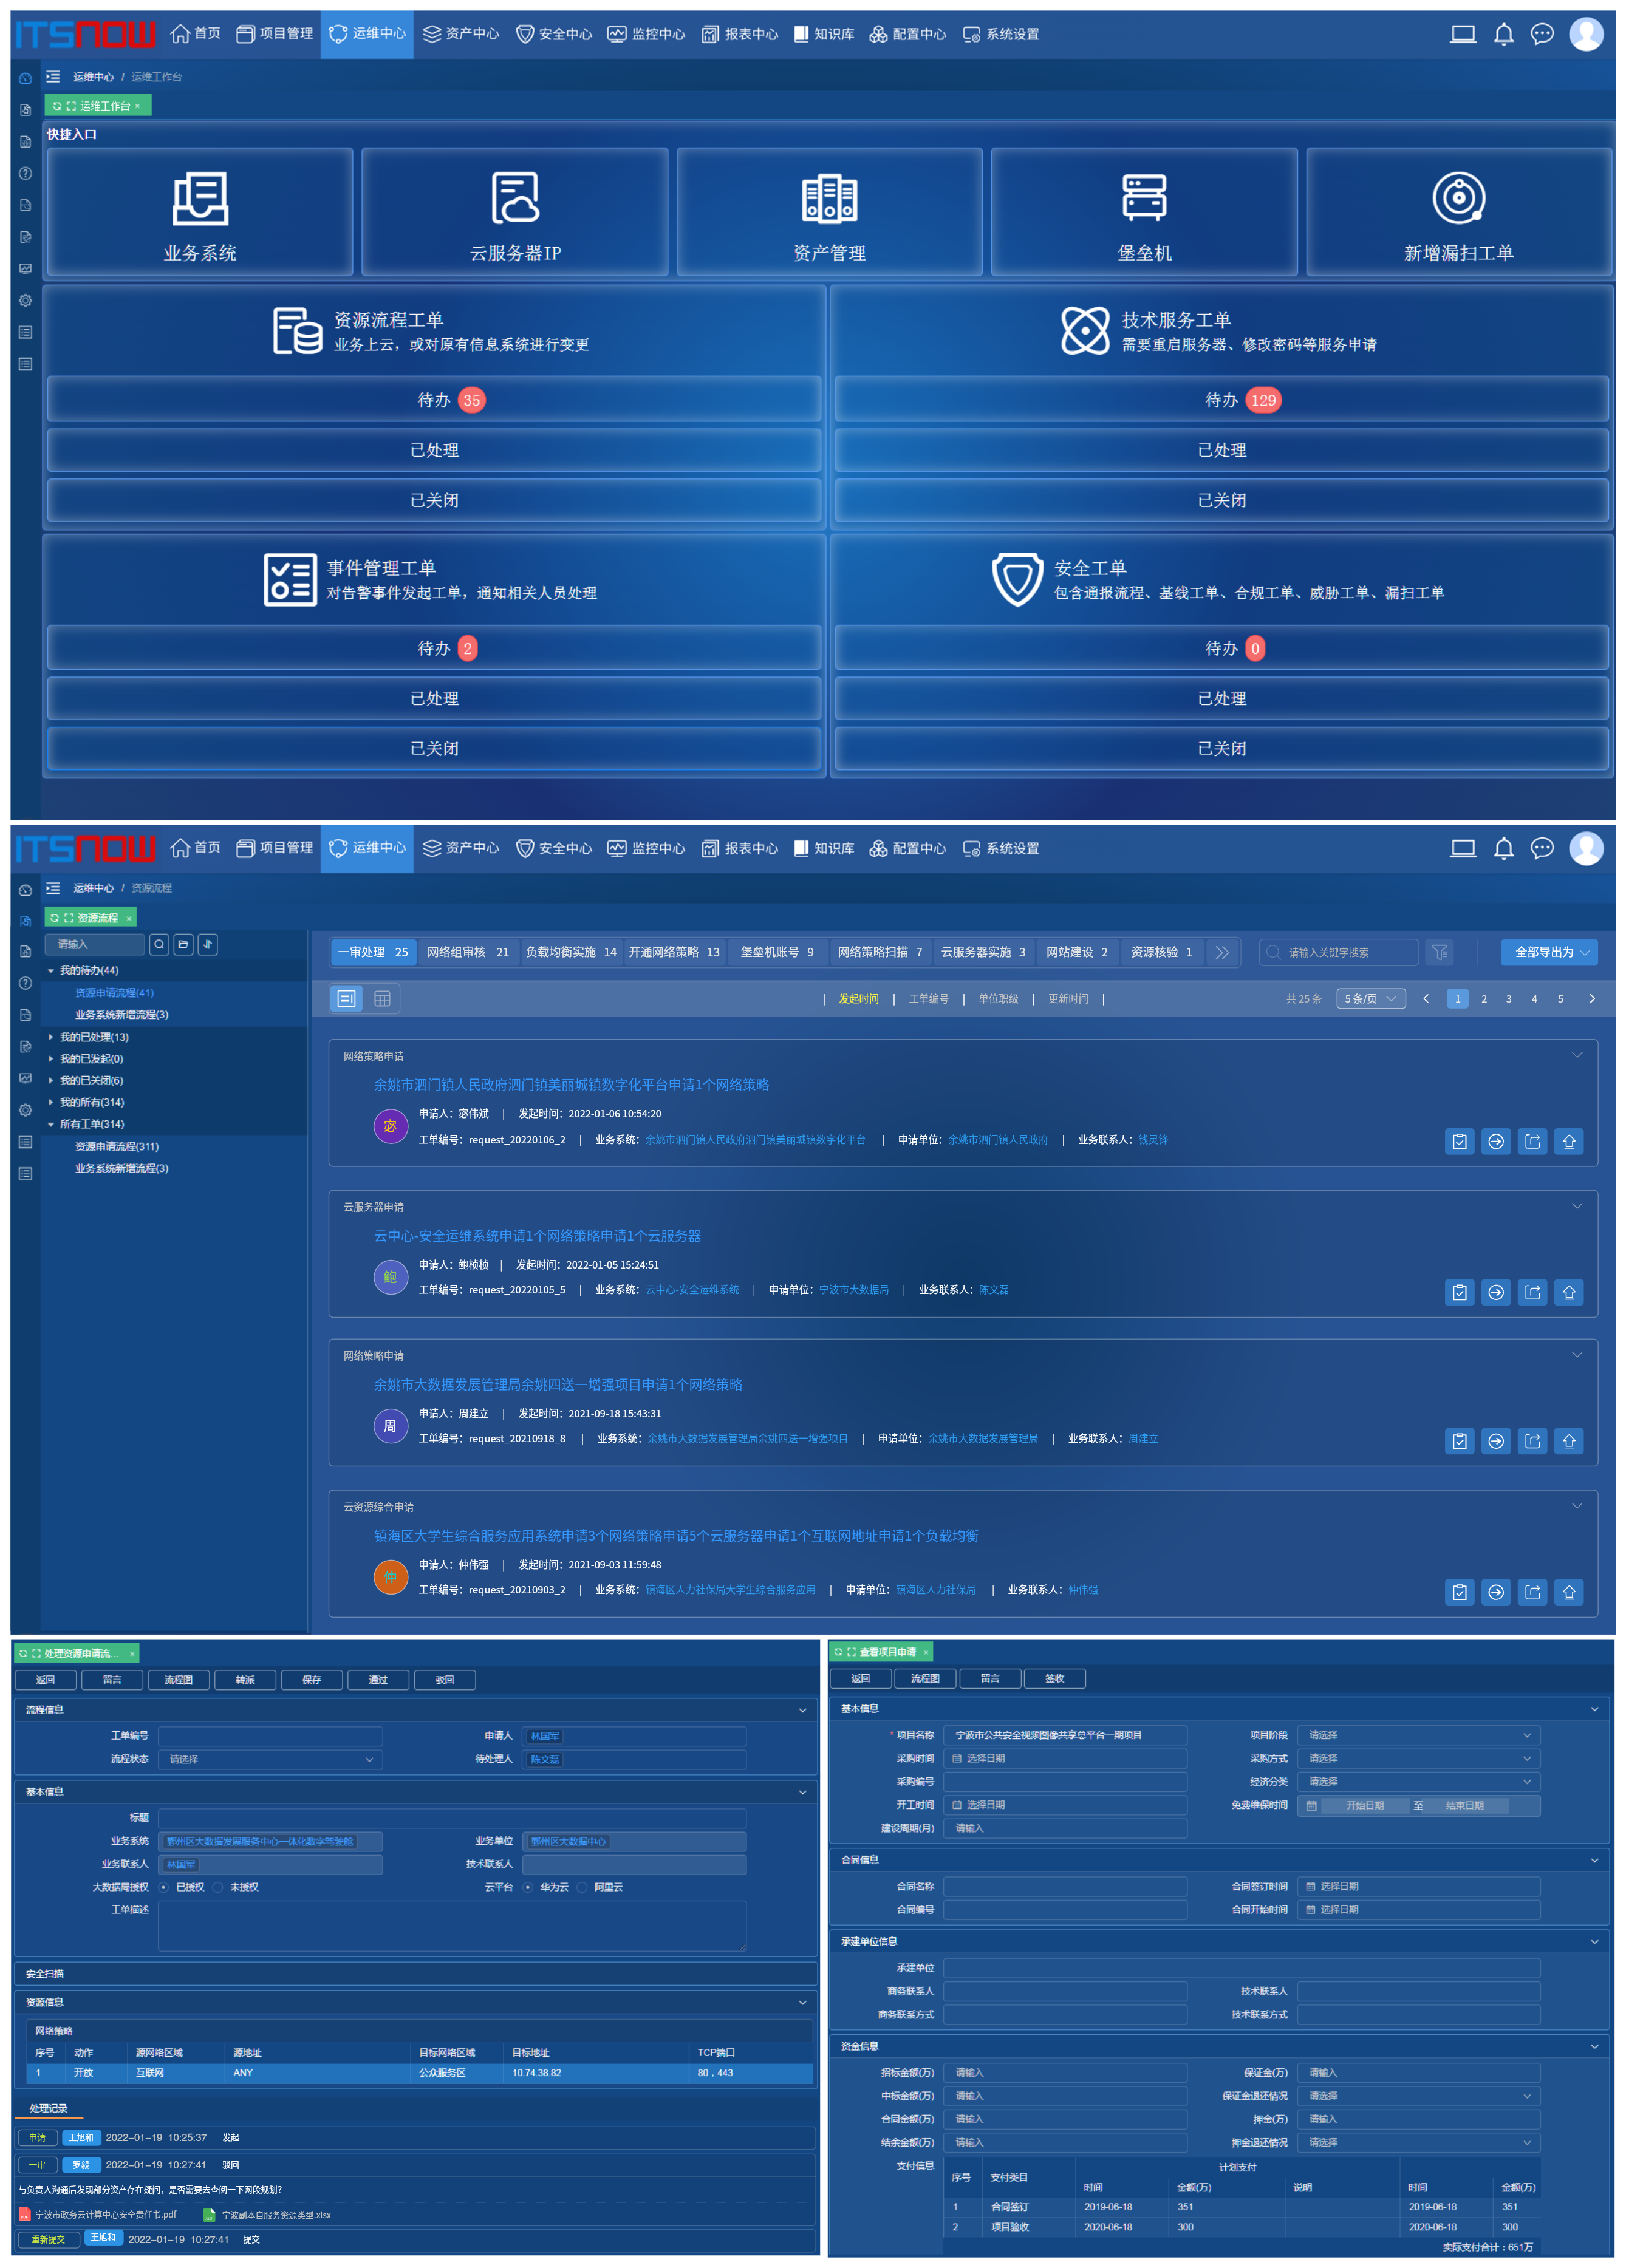 ITSNOW 首页 项目管理 运维中心 资产中心 安全中心 监控中心 报表中心 知识库 配置中心 系统设置
运维中心 / 运维工作台
运维工作台 ×
快捷入口
业务系统 云服务器IP 资产管理 堡垒机 新增漏扫工单
资源流程工单
业务上云，或对原有信息系统进行变更
待办 35
已处理
已关闭
技术服务工单
需要重启服务器、修改密码等服务申请
待办 129
已处理
已关闭
事件管理工单
对告警事件发起工单，通知相关人员处理
待办 2
已处理
已关闭
安全工单
包含通报流程、基线工单、合规工单、威胁工单、漏扫工单
待办 0
已处理
已关闭
ITSNOW 首页 项目管理 运维中心 资产中心 安全中心 监控中心 报表中心 知识库 配置中心 系统设置
运维中心 / 资源流程
资源流程 ×
请输入
我的待办(44)
资源申请流程(41)
业务系统新增流程(3)
我的已处理(13)
我的已发起(0)
我的已关闭(6)
我的所有(314)
所有工单(314)
资源申请流程(311)
业务系统新增流程(3)
一审处理 25 网络组审核 21 负载均衡实施 14 开通网络策略 13 堡垒机账号 9 网络策略扫描 7 云服务器实施 3 网站建设 2 资源核验 1 请输入关键字搜索 全部导出为
| 发起时间 | 工单编号 | 单位职级 | 更新时间 | 共 25 条 5 条/页 1 2 3 4 5
网络策略申请
余姚市泗门镇人民政府泗门镇美丽城镇数字化平台申请1个网络策略
宓
申请人：宓伟斌 | 发起时间：2022-01-06 10:54:20
工单编号：request_20220106_2 | 业务系统：余姚市泗门镇人民政府泗门镇美丽城镇数字化平台 | 申请单位：余姚市泗门镇人民政府 | 业务联系人：钱灵锋
云服务器申请
云中心-安全运维系统申请1个网络策略申请1个云服务器
鲍
申请人：鲍桢桢 | 发起时间：2022-01-05 15:24:51
工单编号：request_20220105_5 | 业务系统：云中心-安全运维系统 | 申请单位：宁波市大数据局 | 业务联系人：陈文磊
网络策略申请
余姚市大数据发展管理局余姚四送一增强项目申请1个网络策略
周
申请人：周建立 | 发起时间：2021-09-18 15:43:31
工单编号：request_20210918_8 | 业务系统：余姚市大数据发展管理局余姚四送一增强项目 | 申请单位：余姚市大数据发展管理局 | 业务联系人：周建立
云资源综合申请
镇海区大学生综合服务应用系统申请3个网络策略申请5个云服务器申请1个互联网地址申请1个负载均衡
仲
申请人：仲伟强 | 发起时间：2021-09-03 11:59:48
工单编号：request_20210903_2 | 业务系统：镇海区人力社保局大学生综合服务应用 | 申请单位：镇海区人力社保局 | 业务联系人：仲伟强
处理资源申请流... ×
返回 留言 流程图 转派 保存 通过 驳回
流程信息
工单编号 申请人 林国军
流程状态 请选择 待处理人 陈文磊
基本信息
标题
业务系统 鄞州区大数据发展服务中心一体化数字驾驶舱 业务单位 鄞州区大数据中心
业务联系人 林国军 技术联系人
大数据局授权 已授权 未授权 云平台 华为云 阿里云
工单描述
安全扫描
资源信息
网络策略
序号 动作 源网络区域 源地址 目标网络区域 目标地址 TCP端口
1 开放 互联网 ANY 公众服务区 10.74.38.82 80，443
处理记录
申请 王旭和 2022-01-19 10:25:37 发起
一审 罗毅 2022-01-19 10:27:41 驳回
与负责人沟通后发现部分资产存在疑问，是否需要去查阅一下网段规划?
宁波市政务云计算中心安全责任书.pdf 宁波副本自服务资源类型.xlsx
重新提交 王旭和 2022-01-19 10:27:41 提交
查看项目申请 ×
返回 流程图 留言 签收
基本信息
* 项目名称 宁波市公共安全视频图像共享总平台一期项目 项目阶段 请选择
采购时间 选择日期 采购方式 请选择
采购编号 经济分类 请选择
开工时间 选择日期 免费维保时间 开始日期 至 结束日期
建设周期(月) 请输入
合同信息
合同名称 合同签订时间 选择日期
合同编号 合同开始时间 选择日期
承建单位信息
承建单位
商务联系人 技术联系人
商务联系方式 技术联系方式
资金信息
招标金额(万) 请输入 保证金(万) 请输入
中标金额(万) 请输入 保证金退还情况 请选择
合同金额(万) 请输入 押金(万) 请输入
结余金额(万) 请输入 押金退还情况 请选择
支付信息 序号 支付类目 计划支付
时间 金额(万) 说明 时间 金额(万)
1 合同签订 2019-06-18 351 2019-06-18 351
2 项目验收 2020-06-18 300 2020-06-18 300
实际支付合计：651万